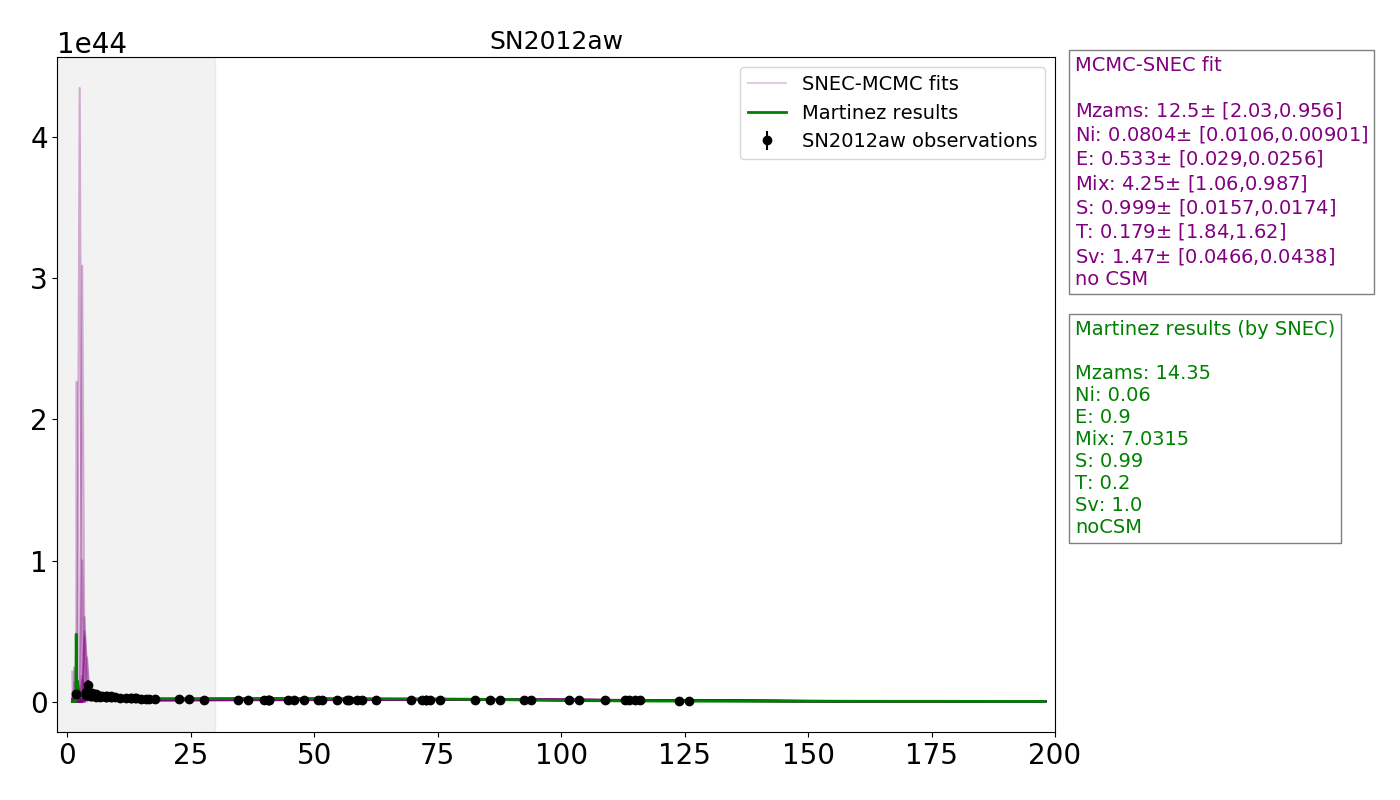 1e44
SN2012aw
4
3
2
1
0
0
25
50
75
100
125
150
175
200
SNEC-MCMC fits
Martinez results
SN2012aw observations
MCMC-SNEC fit
Mzams: 12.5± [2.03,0.956]
Ni: 0.0804± [0.0106,0.00901]
E: 0.533± [0.029,0.0256]
Mix: 4.25± [1.06,0.987]
S: 0.999± [0.0157,0.0174]
T: 0.179± [1.84,1.62]
Sv: 1.47± [0.0466,0.0438]
no CSM
Martinez results (by SNEC)
Mzams: 14.35
Ni: 0.06
E: 0.9
Mix: 7.0315
S: 0.99
T: 0.2
Sv: 1.0
noCSM